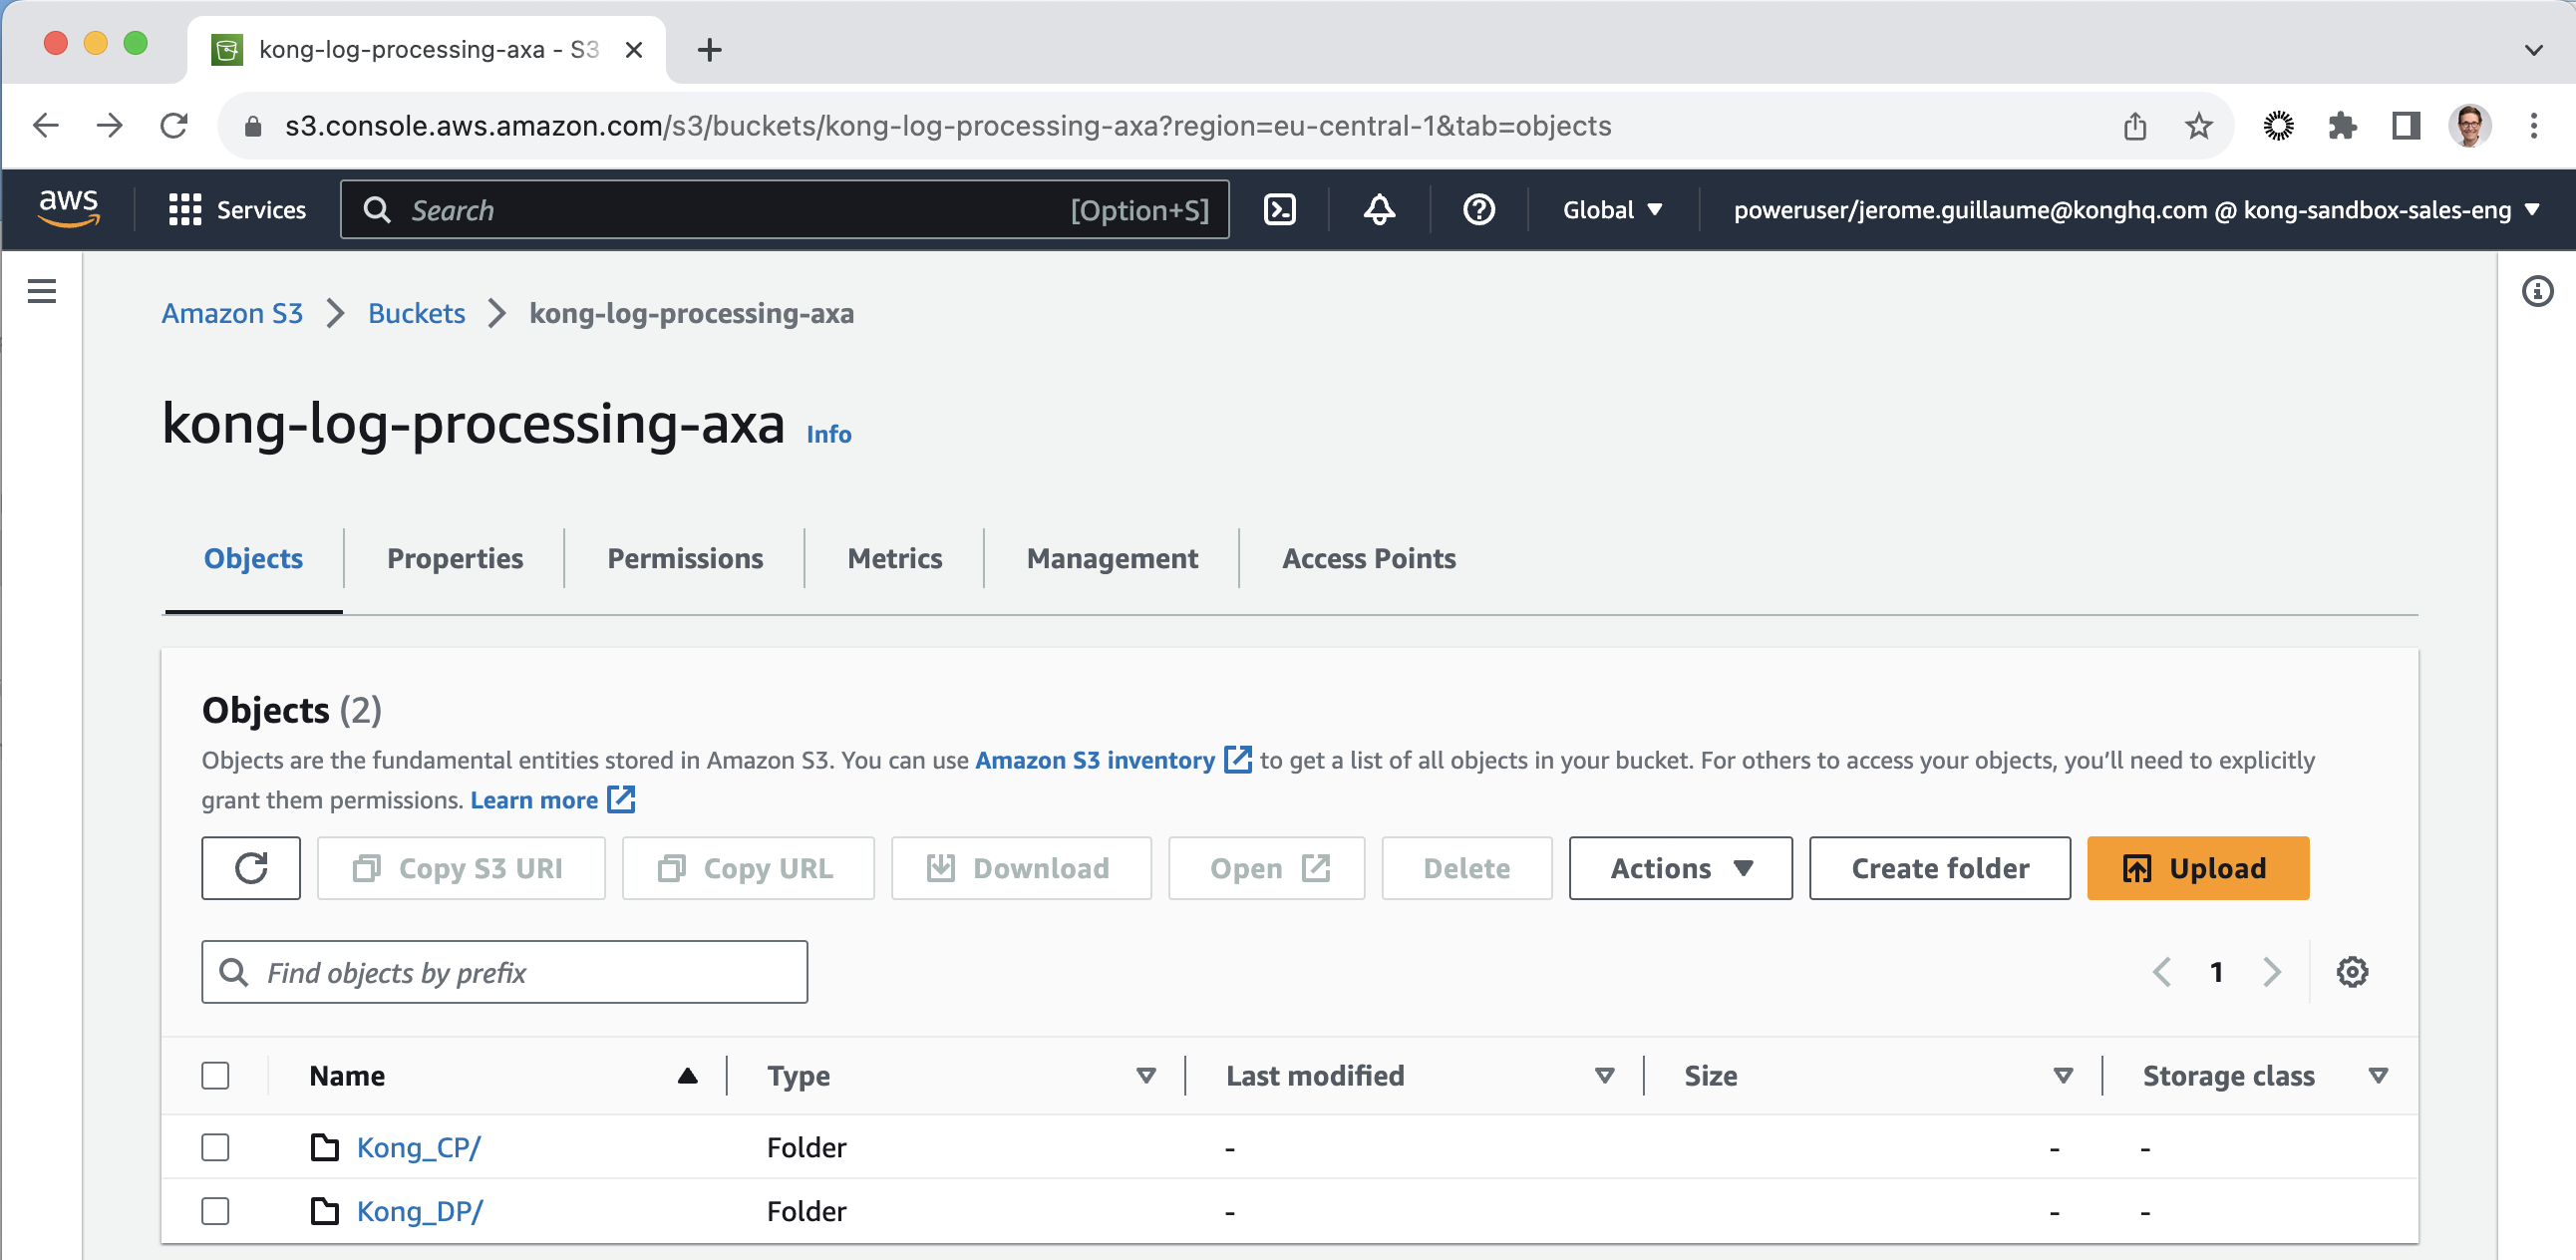 kong-log-processing-axa - S3
s3.console.aws.amazon.com/s3/buckets/kong-log-processing-axa?region=eu-central-1&tab=objects
aws Services Search [Option+S] Global poweruser/jerome.guillaume@konghq.com @ kong-sandbox-sales-eng
Amazon S3 Buckets kong-log-processing-axa
kong-log-processing-axa Info
Objects Properties Permissions Metrics Management Access Points
Objects (2)
Objects are the fundamental entities stored in Amazon S3. You can use Amazon S3 inventory to get a list of all objects in your bucket. For others to access your objects, you’ll need to explicitly
grant them permissions. Learn more
Copy S3 URI Copy URL Download Open Delete Actions Create folder Upload
Find objects by prefix 1
Name Type Last modified Size Storage class
Kong_CP/ Folder - - -
Kong_DP/ Folder - - -